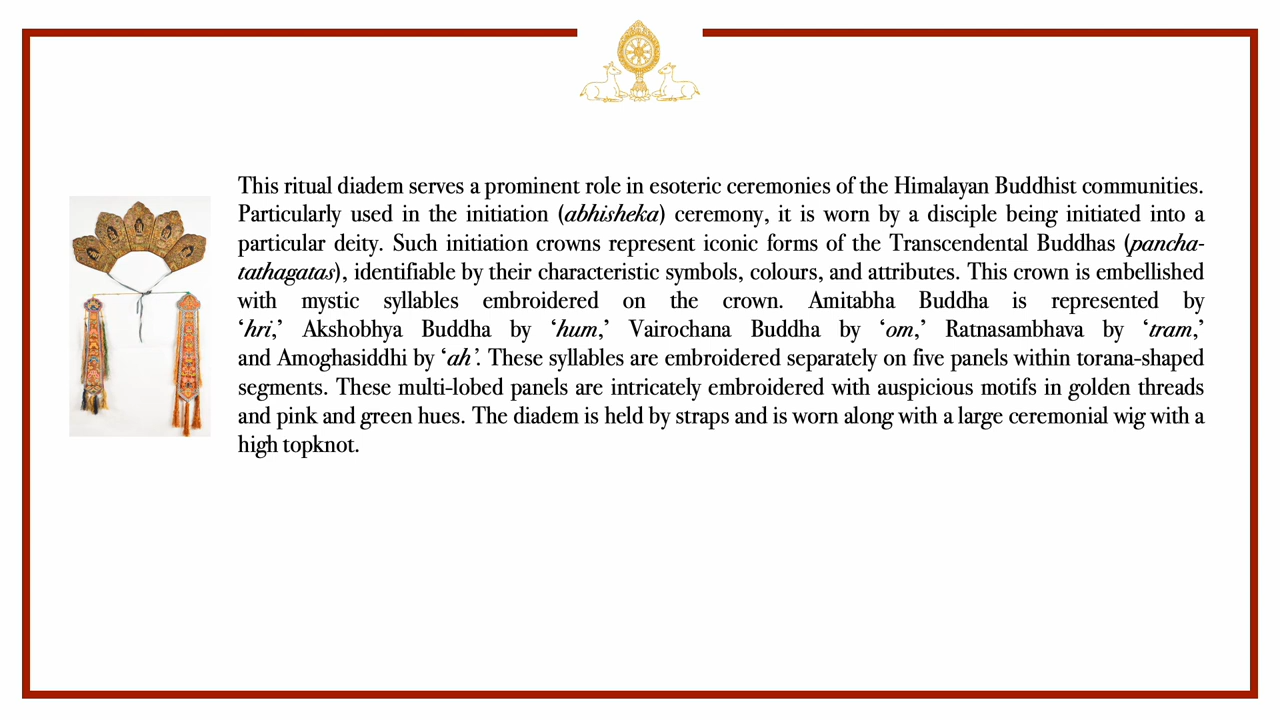 This ritual diadem serves a prominent role in esoteric ceremonies of the Himalayan Buddhist communities.
Particularly used in the initiation (abhisheka) ceremony, it is worn by a disciple being initiated into a
particular deity. Such initiation crowns represent iconic forms of the Transcendental Buddhas (pancha-
tathagatas), identifiable by their characteristic symbols, colours, and attributes. This crown is embellished
with mystic syllables embroidered on the crown. Amitabha Buddha is represented by
‘hri,’ Akshobhya Buddha by ‘hum,’ Vairochana Buddha by ‘om,’ Ratnasambhava by ‘tram,’
and Amoghasiddhi by ‘ah’. These syllables are embroidered separately on five panels within torana-shaped
segments. These multi-lobed panels are intricately embroidered with auspicious motifs in golden threads
and pink and green hues. The diadem is held by straps and is worn along with a large ceremonial wig with a
high topknot.